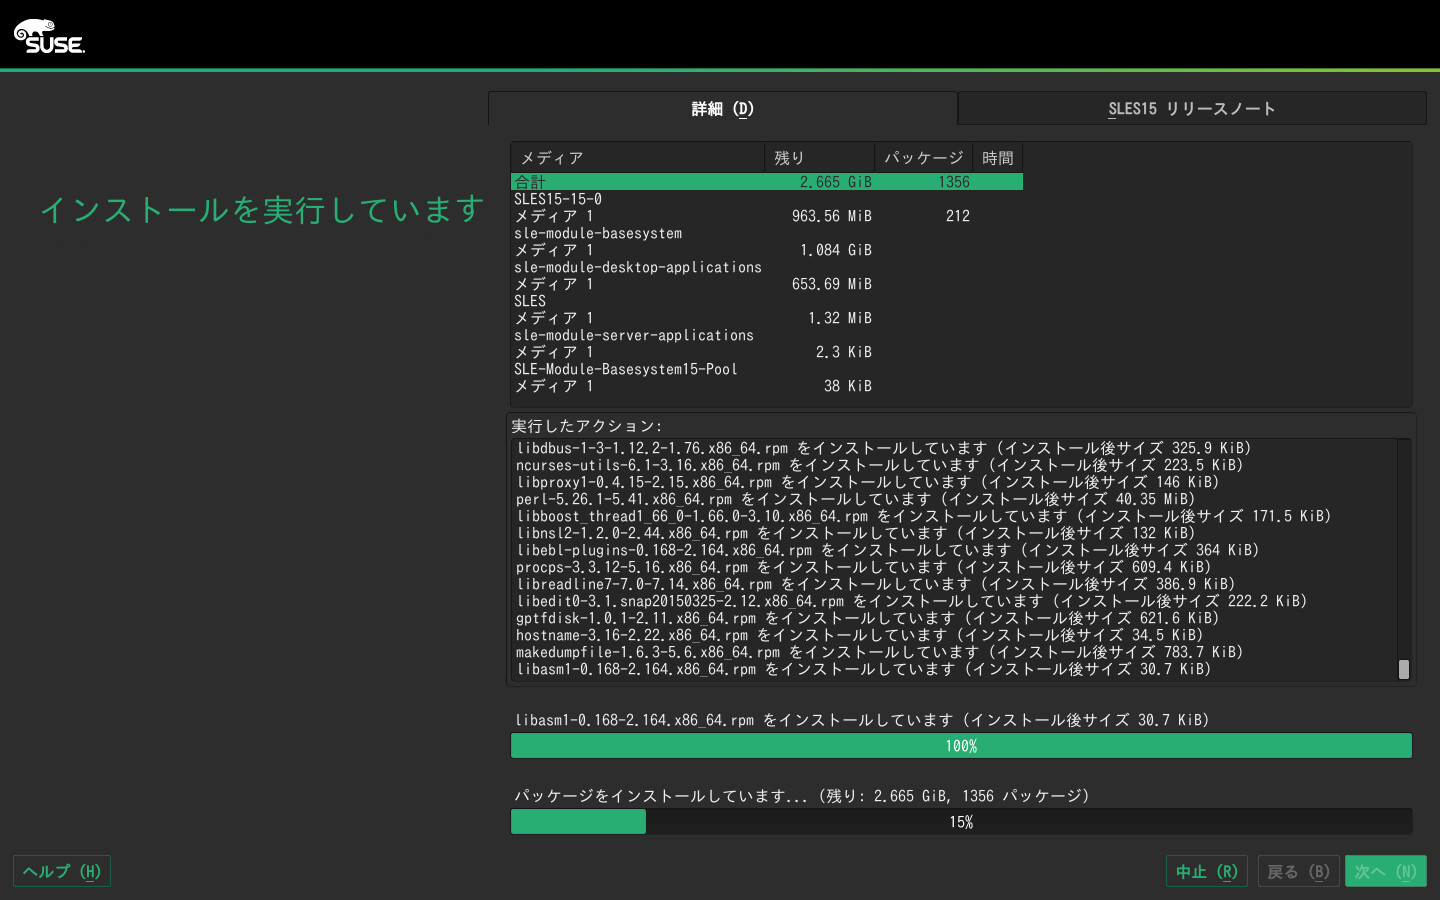 SUSE.
詳細 (D)
SLES15 リリースノート
インストールを実行しています
メディア 残り パッケージ 時間
合計 2.665 GiB 1356
SLES15-15-0
メディア 1 963.56 MiB 212
sle-module-basesystem
メディア 1 1.084 GiB
sle-module-desktop-applications
メディア 1 653.69 MiB
SLES
メディア 1 1.32 MiB
sle-module-server-applications
メディア 1 2.3 KiB
SLE-Module-Basesystem15-Pool
メディア 1 38 KiB
実行したアクション:
libdbus-1-3-1.12.2-1.76.x86_64.rpm をインストールしています (インストール後サイズ 325.9 KiB)
ncurses-utils-6.1-3.16.x86_64.rpm をインストールしています (インストール後サイズ 223.5 KiB)
libproxy1-0.4.15-2.15.x86_64.rpm をインストールしています (インストール後サイズ 146 KiB)
perl-5.26.1-5.41.x86_64.rpm をインストールしています (インストール後サイズ 40.35 MiB)
libboost_thread1_66_0-1.66.0-3.10.x86_64.rpm をインストールしています (インストール後サイズ 171.5 KiB)
libnsl2-1.2.0-2.44.x86_64.rpm をインストールしています (インストール後サイズ 132 KiB)
libebl-plugins-0.168-2.164.x86_64.rpm をインストールしています (インストール後サイズ 364 KiB)
procps-3.3.12-5.16.x86_64.rpm をインストールしています (インストール後サイズ 609.4 KiB)
libreadline7-7.0-7.14.x86_64.rpm をインストールしています (インストール後サイズ 386.9 KiB)
libedit0-3.1.snap20150325-2.12.x86_64.rpm をインストールしています (インストール後サイズ 222.2 KiB)
gptfdisk-1.0.1-2.11.x86_64.rpm をインストールしています (インストール後サイズ 621.6 KiB)
hostname-3.16-2.22.x86_64.rpm をインストールしています (インストール後サイズ 34.5 KiB)
makedumpfile-1.6.3-5.6.x86_64.rpm をインストールしています (インストール後サイズ 783.7 KiB)
libasm1-0.168-2.164.x86_64.rpm をインストールしています (インストール後サイズ 30.7 KiB)
libasm1-0.168-2.164.x86_64.rpm をインストールしています (インストール後サイズ 30.7 KiB)
100%
パッケージをインストールしています... (残り: 2.665 GiB, 1356 パッケージ)
15%
ヘルプ (H)
中止 (R)
戻る (B)
次へ (N)